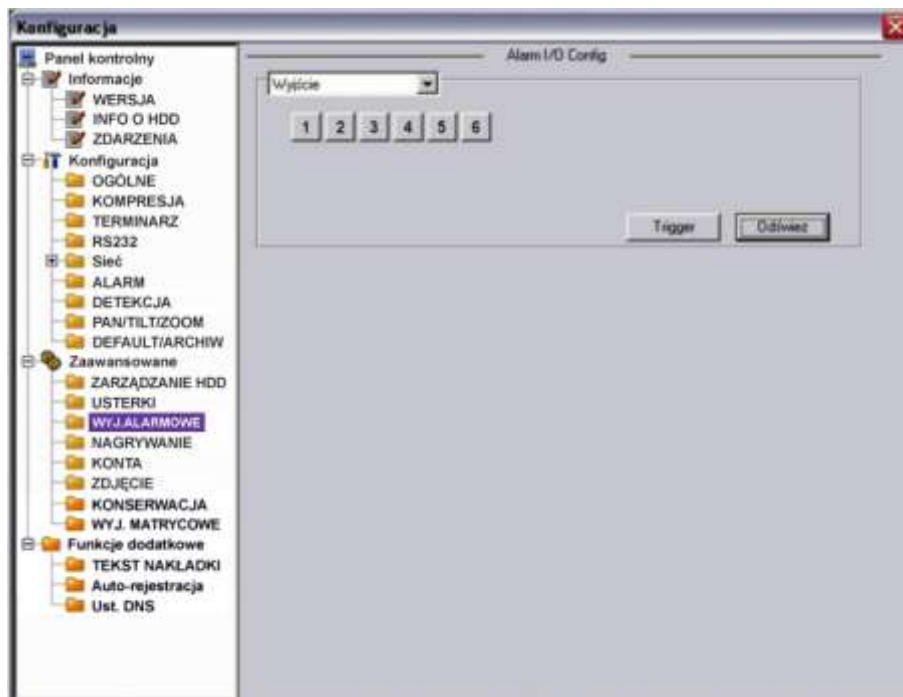 Konfiguracja
Panel kontrolny
Informacje
WERSJA
INFO O HDD
ZDARZENIA
Konfiguracja
OGÓLNE
KOMPRESJA
TERMINARZ
RS232
Sieć
ALARM
DETEKCJA
PAN/TILT/ZOOM
DEFAULT/ARCHIW
Zaawansowane
ZARZĄDZANIE HDD
USTERKI
WYJ.ALARMOWE
NAGRYWANIE
KONTA
ZDJĘCIE
KONSERWACJA
WYJ. MATRYCOWE
Funkcje dodatkowe
TEKST NAKŁADKI
Auto-rejestracja
Ust. DNS
Alarm I/O Config
Wyjście
1 2 3 4 5 6
Trigger Odśwież